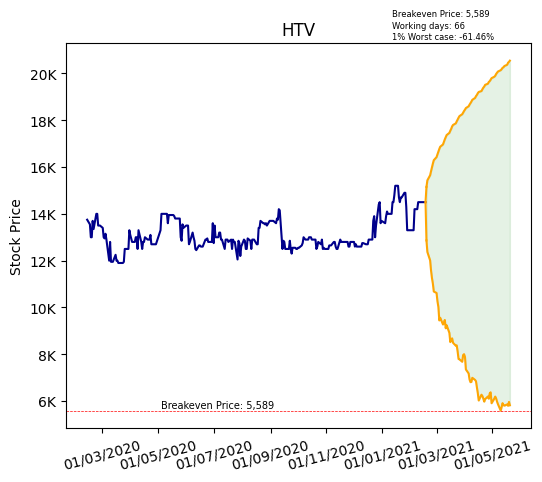 Breakeven Price: 5,589
Working days: 66
1% Worst case: -61.46%
HTV
Stock Price
20K
18K
16K
14K
12K
10K
8K
6K
Breakeven Price: 5,589
01/03/2020
01/05/2020
01/07/2020
01/09/2020
01/11/2020
01/01/2021
01/03/2021
01/05/2021